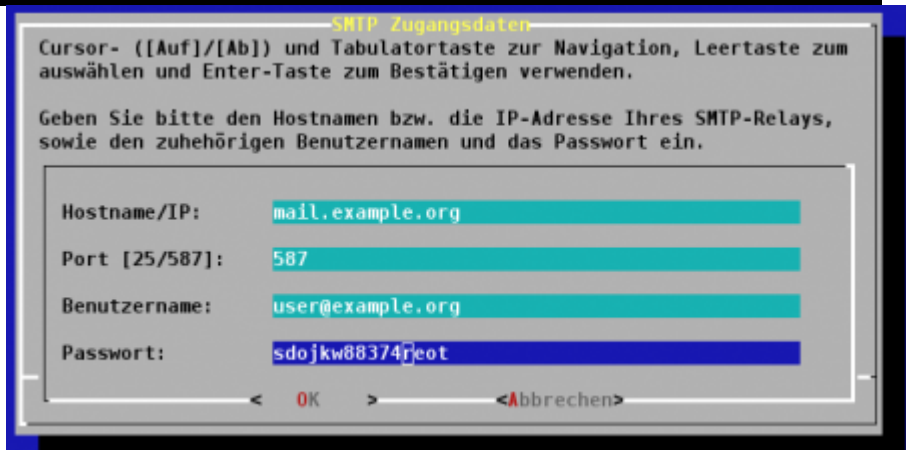 SMTP Zugangsdaten
Cursor- ([Auf]/[Ab]) und Tabulatortaste zur Navigation, Leertaste zum
auswählen und Enter-Taste zum Bestätigen verwenden.
Geben Sie bitte den Hostnamen bzw. die IP-Adresse Ihres SMTP-Relays,
sowie den zuhehörigen Benutzernamen und das Passwort ein.
Hostname/IP: mail.example.org
Port [25/587]: 587
Benutzername: user@example.org
Passwort: sdojkw88374reot
< OK > <Abbrechen>